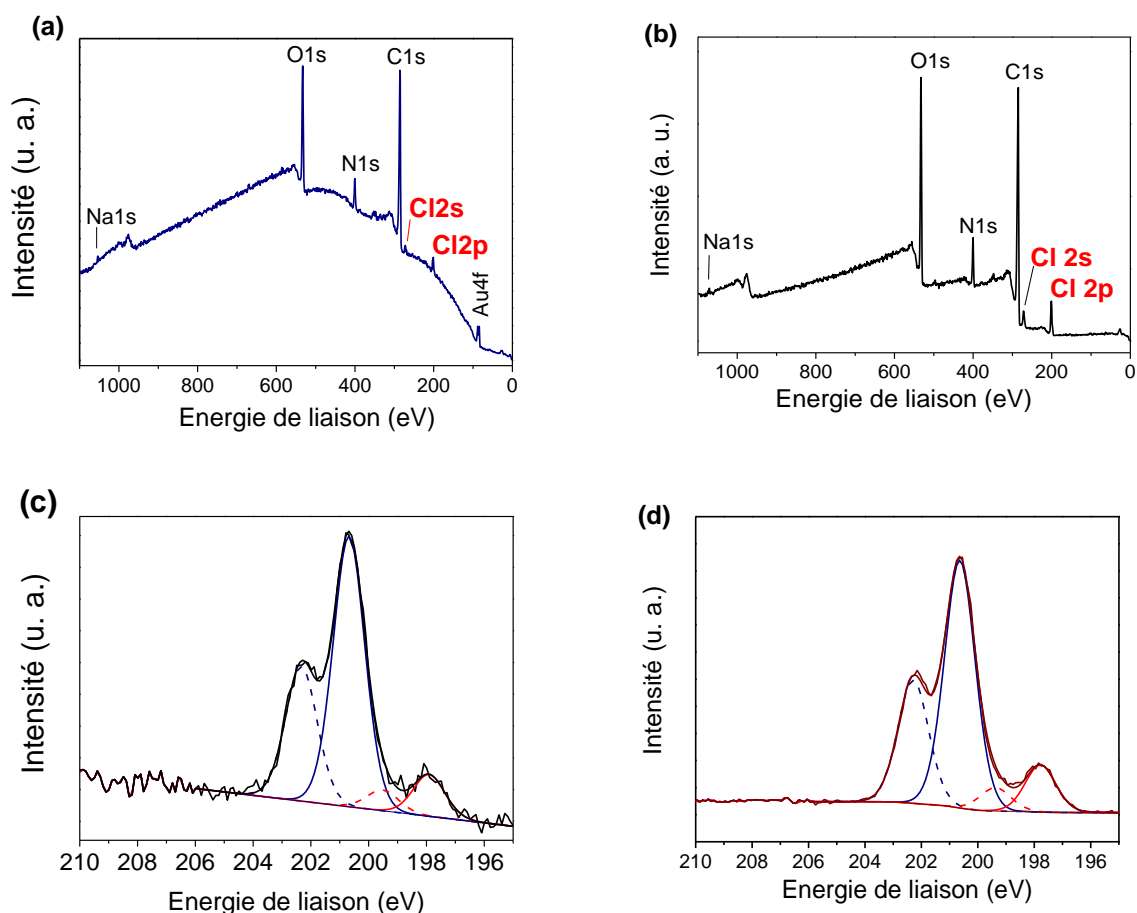 (a)
O1s
C1s
N1s
Na1s
Cl2s
Cl2p
Au4f
Intensité (u. a.)
1000 800 600 400 200 0
Energie de liaison (eV)
(b)
O1s
C1s
N1s
Na1s
Cl 2s
Cl 2p
Intensité (a. u.)
1000 800 600 400 200 0
Energie de liaison (eV)
(c)
Intensité (u. a.)
210 208 206 204 202 200 198 196
Energie de liaison (eV)
(d)
Intensité (u. a.)
210 208 206 204 202 200 198 196
Energie de liaison (eV)